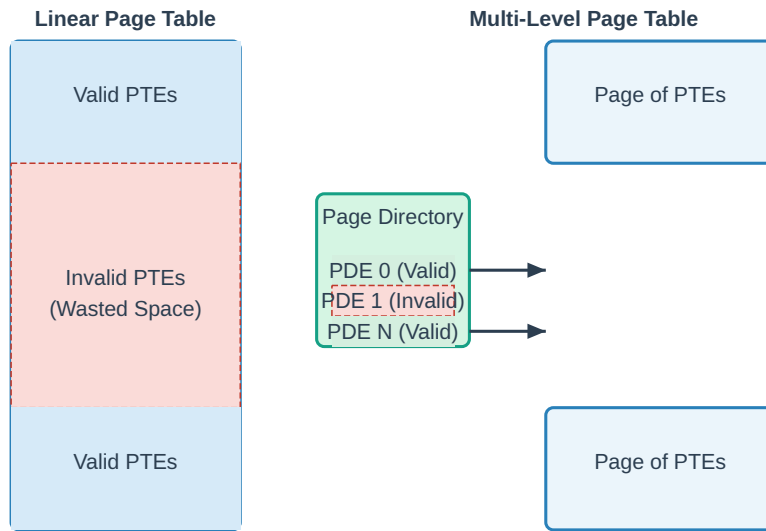 Linear Page Table
Valid PTEs
Invalid PTEs
(Wasted Space)
Valid PTEs
Multi-Level Page Table
Page Directory
PDE 0 (Valid)
PDE 1 (Invalid)
PDE N (Valid)
Page of PTEs
Page of PTEs